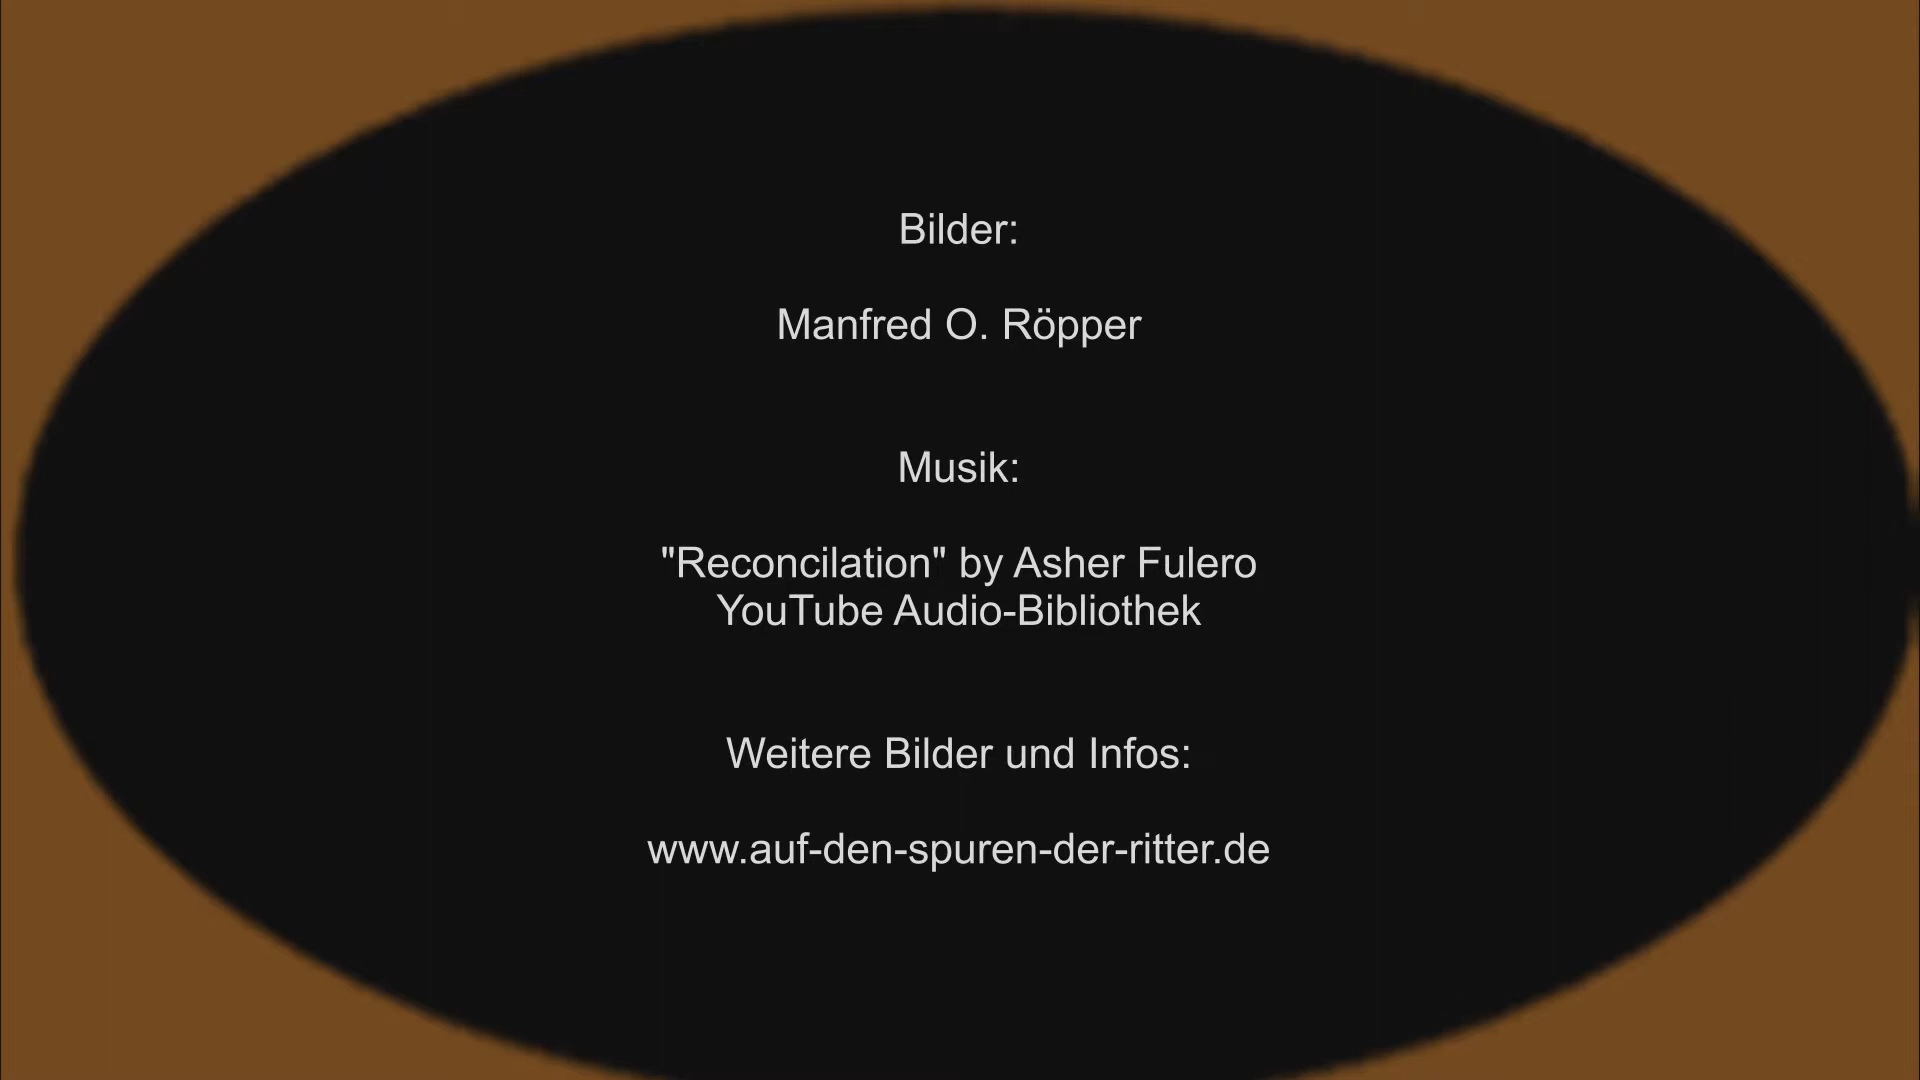 Bilder:
Manfred O. Röpper
Musik:
"Reconcilation" by Asher Fulero
YouTube Audio-Bibliothek
Weitere Bilder und Infos:
www.auf-den-spuren-der-ritter.de